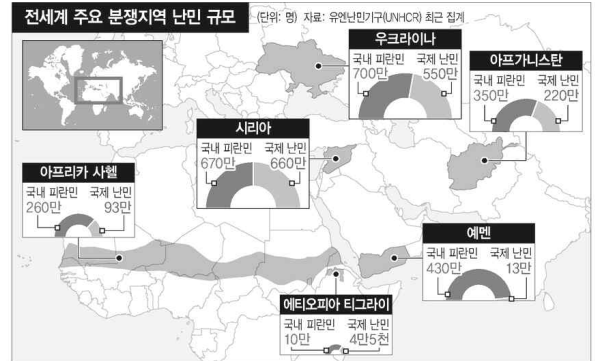 전세계 주요 분쟁지역 난민 규모
(단위: 명) 자료: 유엔난민기구(UNHCR) 최근 집계
우크라이나
국내 피란민 국제 난민
700만 550만
아프가니스탄
국내 피란민 국제 난민
350만 220만
시리아
국내 피란민 국제 난민
670만 660만
아프리카 사헬
국내 피란민 국제 난민
260만 93만
예멘
국내 피란민 국제 난민
430만 13만
에티오피아 티그라이
국내 피란민 국제 난민
10만 4만5천